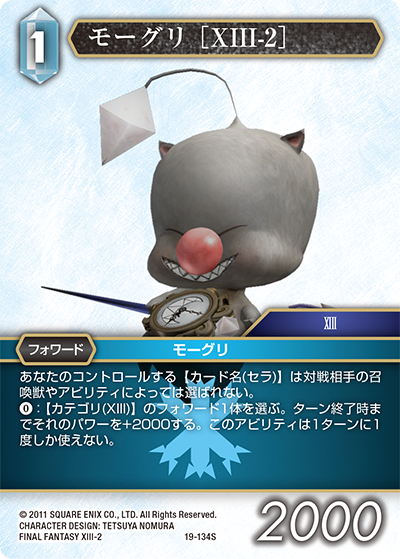 1
モーグリ［XIII-2］
XIII
フォワード
モーグリ
あなたのコントロールする【カード名(セラ)】は対戦相手の召
喚獣やアビリティによっては選ばれない。
0：【カテゴリ(XIII)】のフォワード1体を選ぶ。ターン終了時ま
でそれのパワーを+2000する。このアビリティは1ターンに1
度しか使えない。
© 2011 SQUARE ENIX CO., LTD. All Rights Reserved.
CHARACTER DESIGN: TETSUYA NOMURA
FINAL FANTASY XIII-2
19-134S
2000